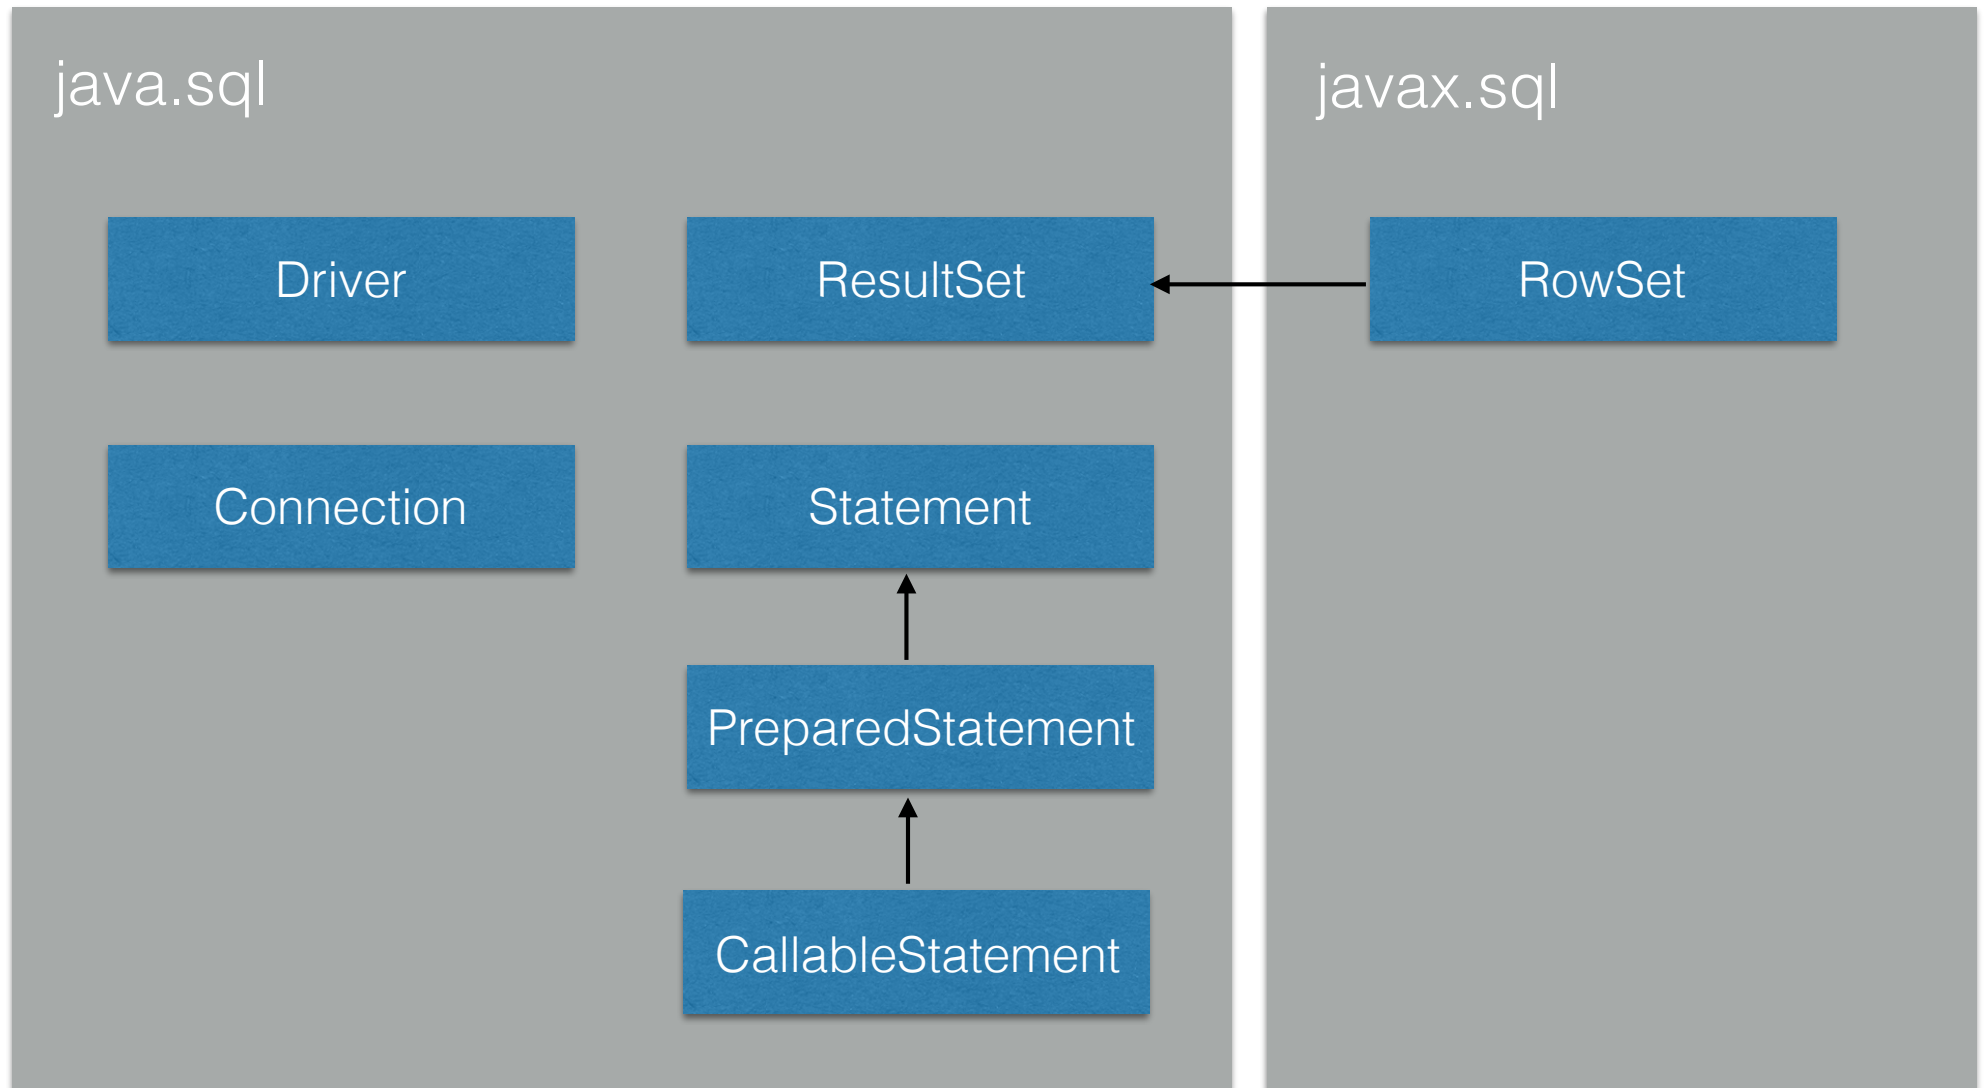 java.sql
javax.sql
Driver
ResultSet
RowSet
Connection
Statement
PreparedStatement
CallableStatement